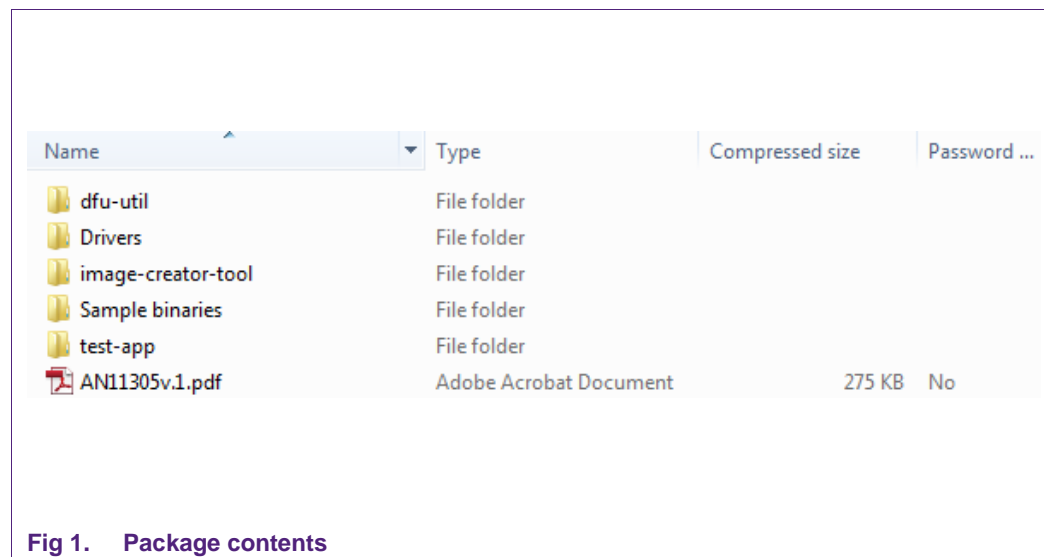 Name Type Compressed size Password ...
dfu-util File folder
Drivers File folder
image-creator-tool File folder
Sample binaries File folder
test-app File folder
AN11305v.1.pdf Adobe Acrobat Document 275 KB No
Fig 1. Package contents